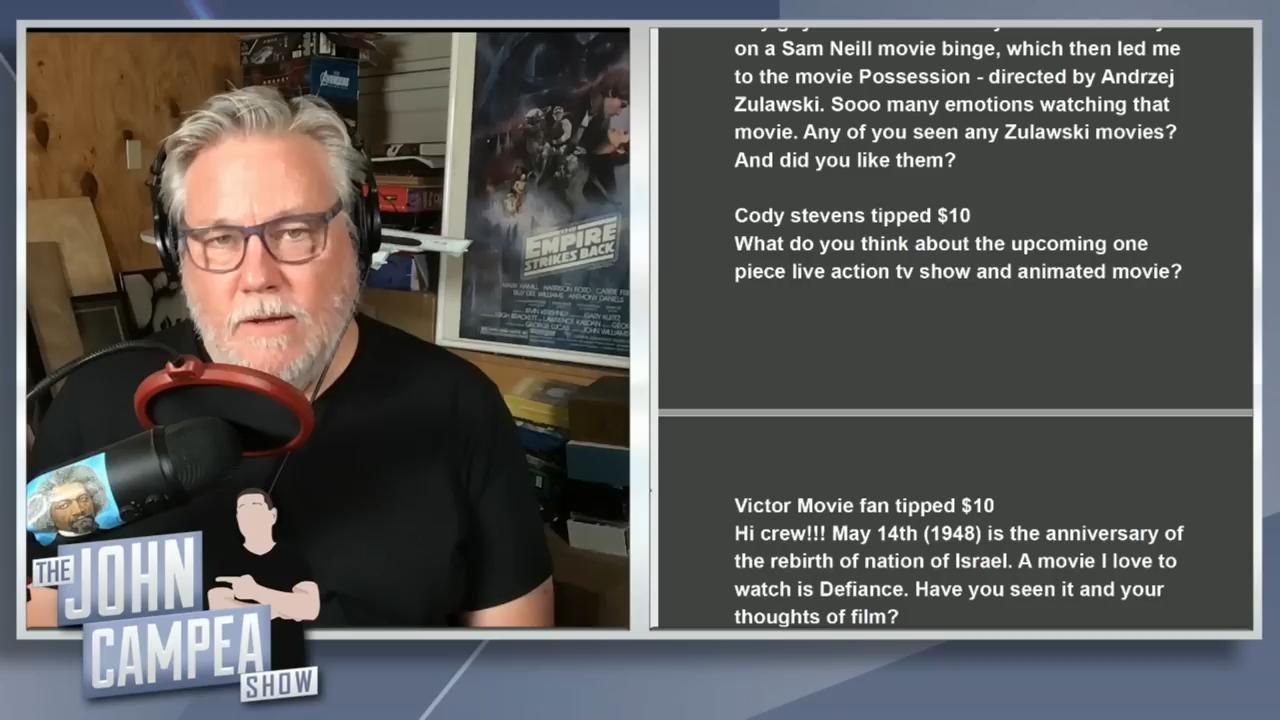 on a Sam Neill movie binge, which then led me
to the movie Possession - directed by Andrzej
Zulawski. Sooo many emotions watching that
movie. Any of you seen any Zulawski movies?
And did you like them?
Cody stevens tipped $10
What do you think about the upcoming one
piece live action tv show and animated movie?
Victor Movie fan tipped $10
Hi crew!!! May 14th (1948) is the anniversary of
the rebirth of nation of Israel. A movie I love to
watch is Defiance. Have you seen it and your
thoughts of film?
AVENGERS
THE
EMPIRE
STRIKES BACK
THE
JOHN
CAMPEA
SHOW